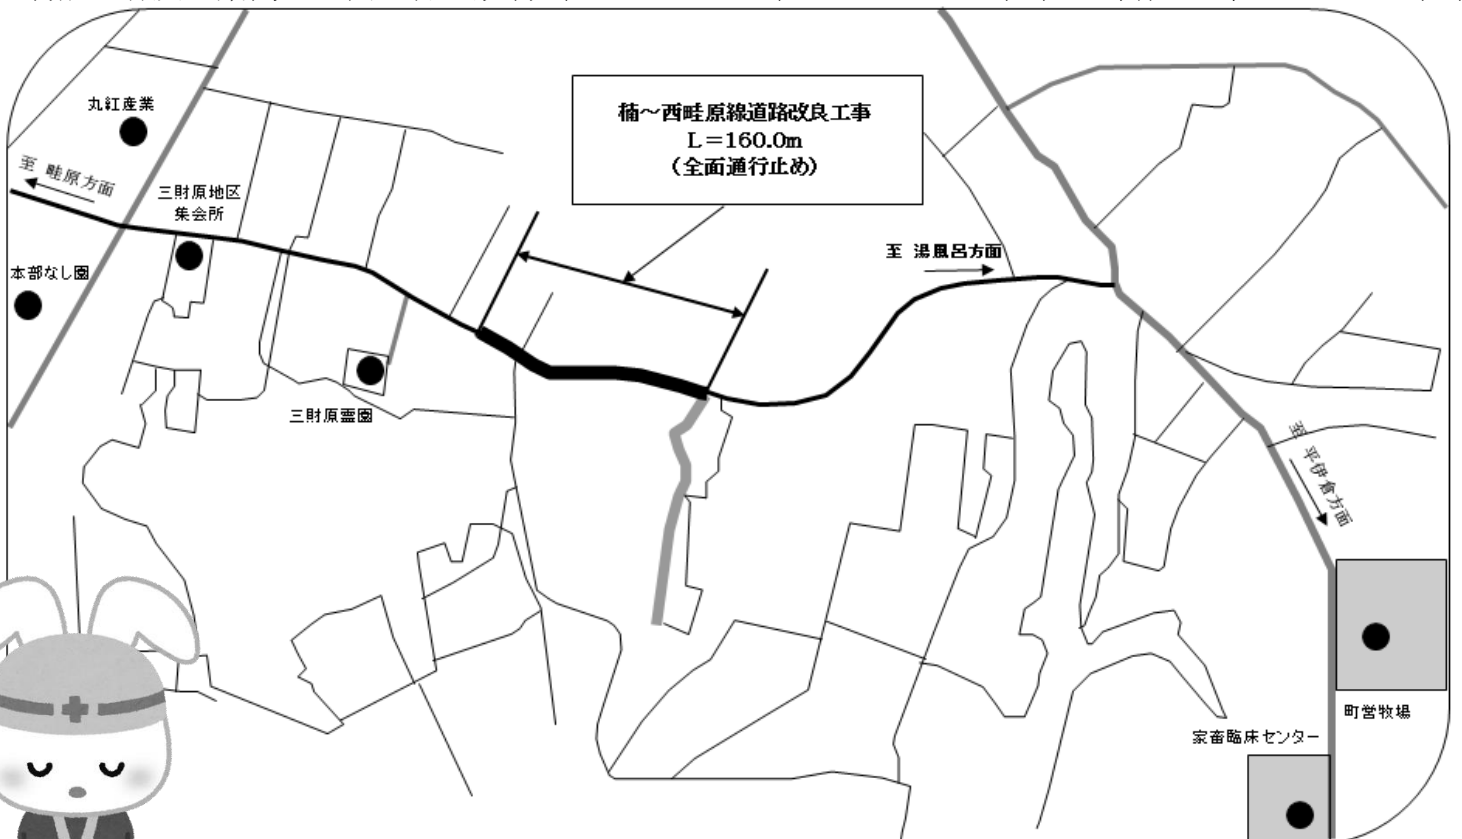 丸紅産業
至 畦原方面
三財原地区
集会所
本部なし園
三財原霊園
楠～西畦原線道路改良工事
L＝160.0m
（全面通行止め）
至 湯風呂方面
至 平伊倉方面
町営牧場
家畜臨床センター